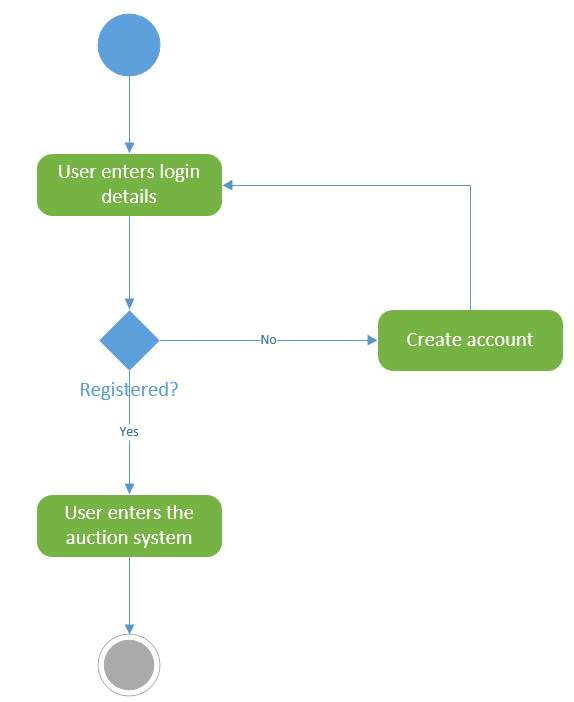 User enters login
details
No
Create account
Registered?
Yes
User enters the
auction system